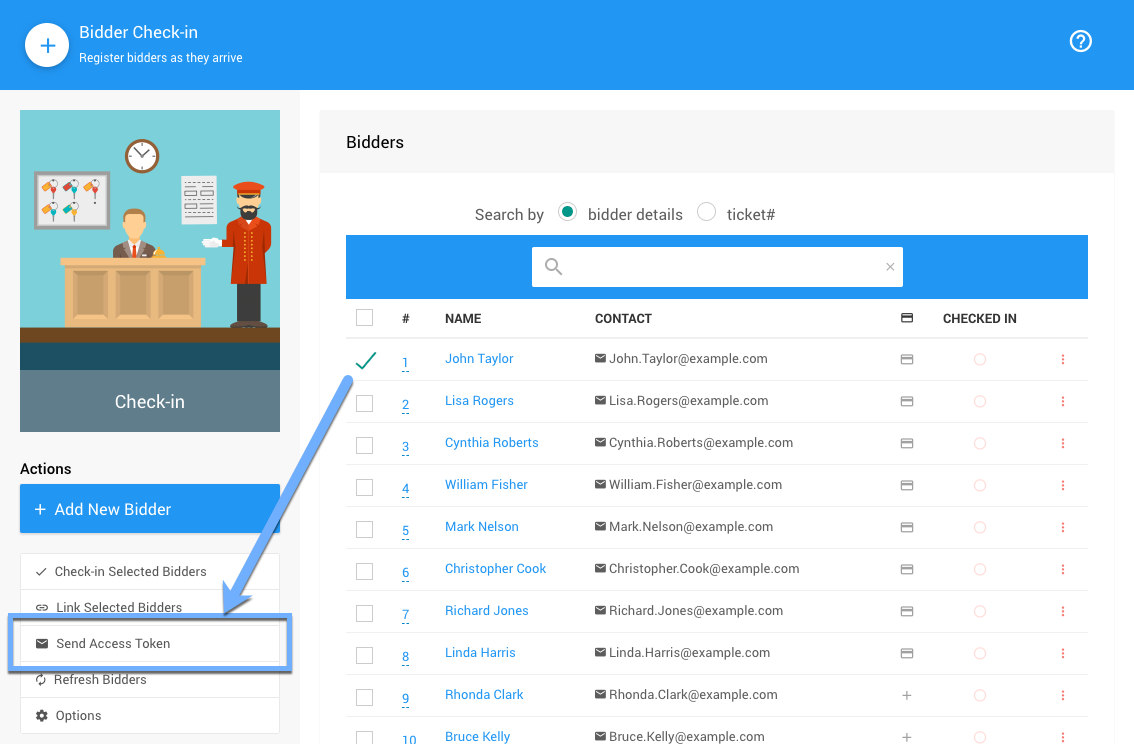 Bidder Check-in
Register bidders as they arrive
Check-in
Actions
Add New Bidder
Check-in Selected Bidders
Link Selected Bidders
Send Access Token
Refresh Bidders
Options
Bidders
Search by bidder details ticket#
# NAME CONTACT CHECKED IN
1 John Taylor John.Taylor@example.com
2 Lisa Rogers Lisa.Rogers@example.com
3 Cynthia Roberts Cynthia.Roberts@example.com
4 William Fisher William.Fisher@example.com
5 Mark Nelson Mark.Nelson@example.com
6 Christopher Cook Christopher.Cook@example.com
7 Richard Jones Richard.Jones@example.com
8 Linda Harris Linda.Harris@example.com
9 Rhonda Clark Rhonda.Clark@example.com
10 Bruce Kelly Bruce.Kelly@example.com